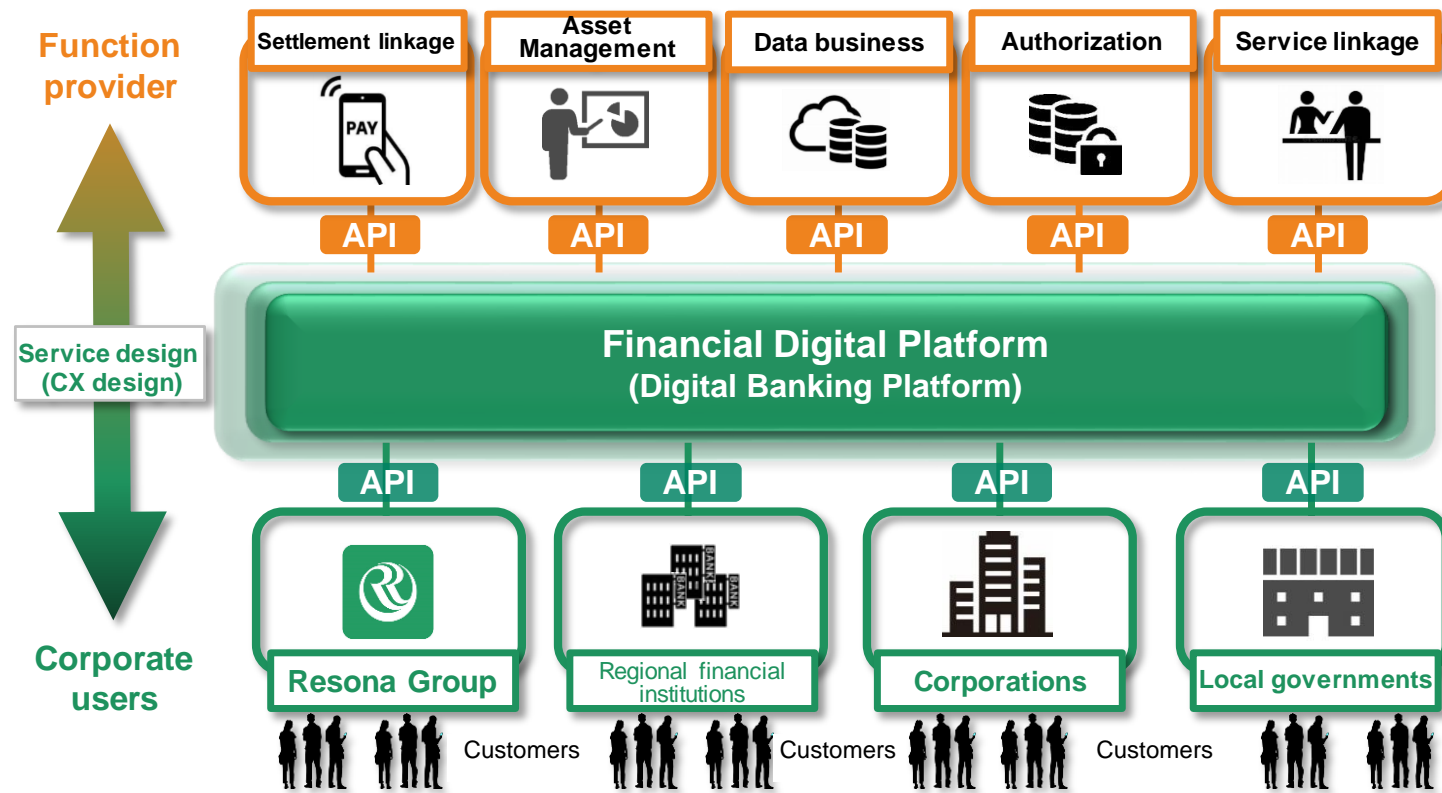 Function
provider
Settlement linkage
Asset
Management
Data business
Authorization
Service linkage
PAY
API
API
API
API
API
Service design
(CX design)
Financial Digital Platform
(Digital Banking Platform)
API
API
API
API
BANK
BANK
BANK
Corporate
users
Resona Group
Regional financial
institutions
Corporations
Local governments
Customers
Customers
Customers